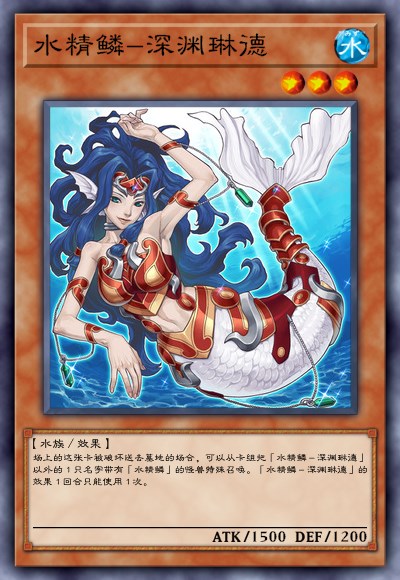 水精鳞-深渊琳德
水
【水族/效果】
场上的这张卡被破坏送去墓地的场合，可以从卡组把「水精鳞-深渊琳德」
以外的1只名字带有「水精鳞」的怪兽特殊召唤。「水精鳞-深渊琳德」的
效果1回合只能使用1次。
ATK/1500 DEF/1200